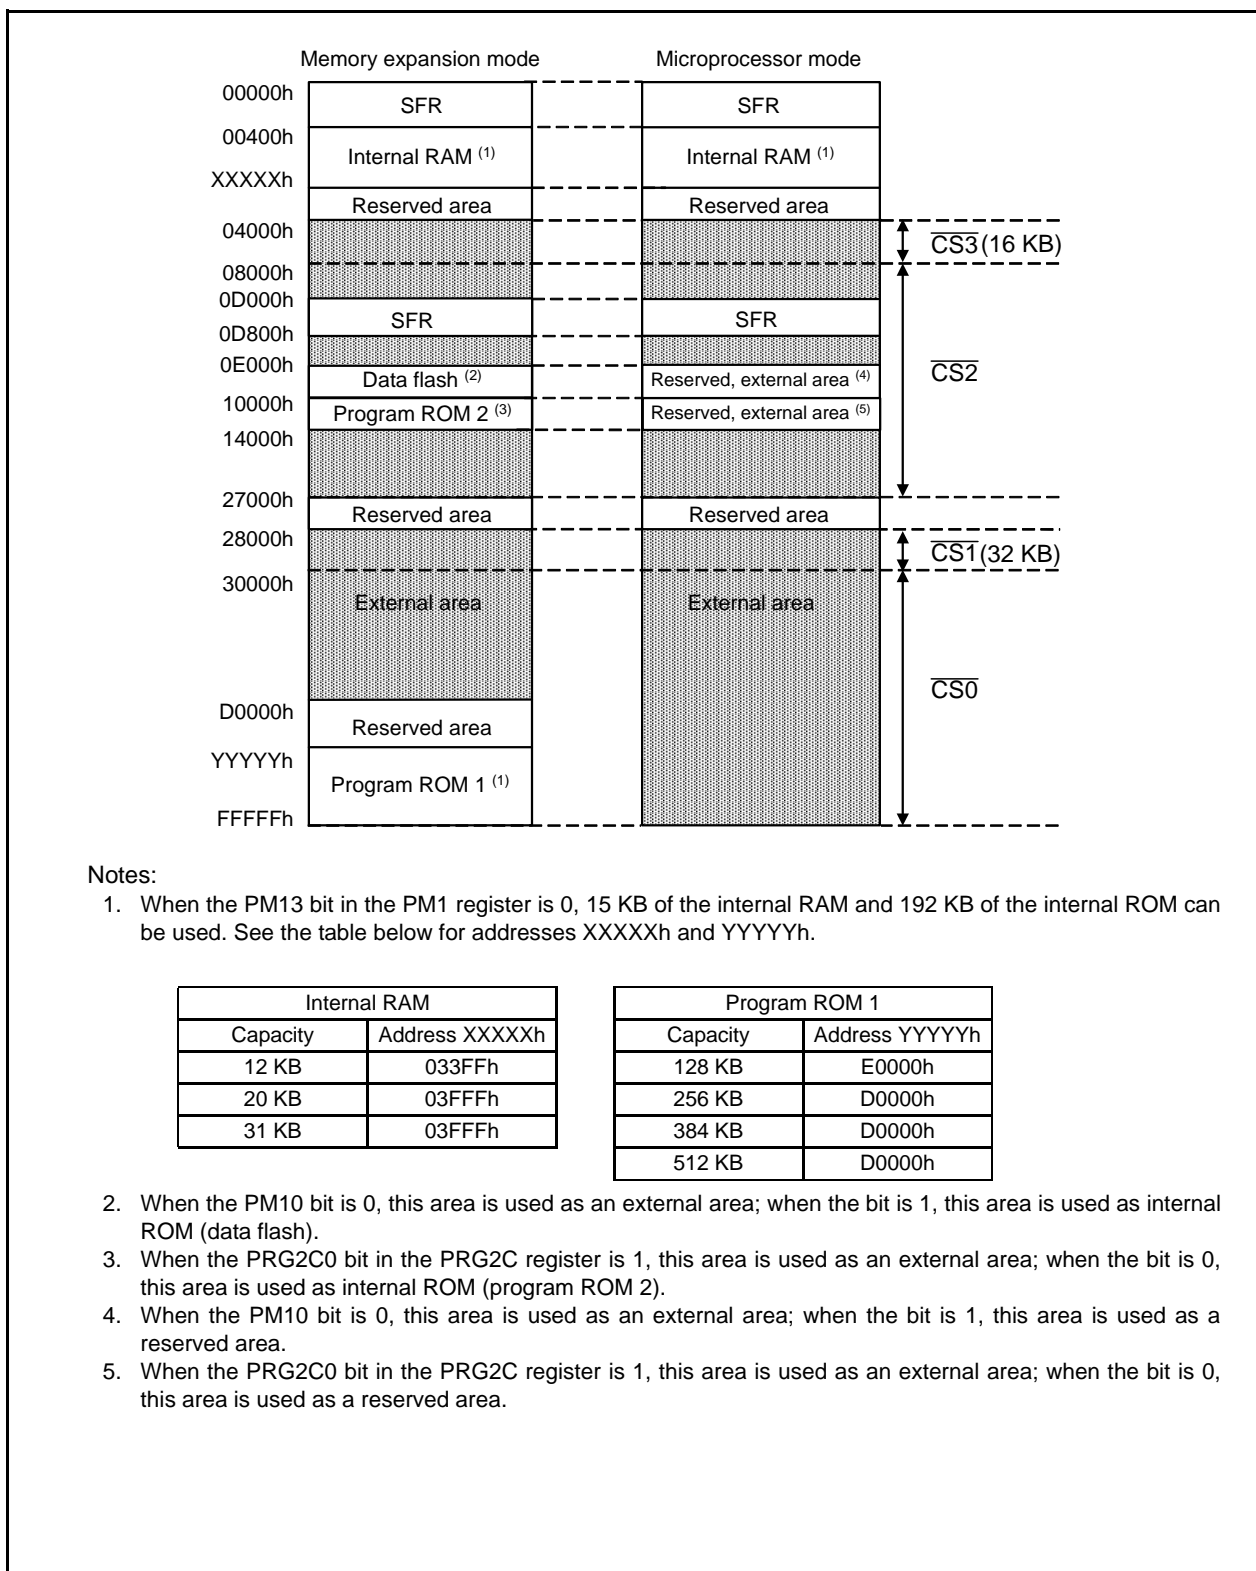 Memory expansion mode Microprocessor mode
00000h
SFR SFR
00400h
Internal RAM (1) Internal RAM (1)
XXXXXh
Reserved area Reserved area
04000h
CS3 (16 KB)
08000h
0D000h
SFR SFR
0D800h
0E000h
Data flash (2) Reserved, external area (4) CS2
10000h
Program ROM 2 (3) Reserved, external area (5)
14000h
27000h
Reserved area Reserved area
28000h
CS1 (32 KB)
30000h
External area External area
CS0
D0000h
Reserved area
YYYYYh
Program ROM 1 (1)
FFFFFh
Notes:
1. When the PM13 bit in the PM1 register is 0, 15 KB of the internal RAM and 192 KB of the internal ROM can
be used. See the table below for addresses XXXXXh and YYYYYh.
Internal RAM
Capacity Address XXXXXh
12 KB 033FFh
20 KB 03FFFh
31 KB 03FFFh
Program ROM 1
Capacity Address YYYYYh
128 KB E0000h
256 KB D0000h
384 KB D0000h
512 KB D0000h
2. When the PM10 bit is 0, this area is used as an external area; when the bit is 1, this area is used as internal
ROM (data flash).
3. When the PRG2C0 bit in the PRG2C register is 1, this area is used as an external area; when the bit is 0,
this area is used as internal ROM (program ROM 2).
4. When the PM10 bit is 0, this area is used as an external area; when the bit is 1, this area is used as a
reserved area.
5. When the PRG2C0 bit in the PRG2C register is 1, this area is used as an external area; when the bit is 0,
this area is used as a reserved area.